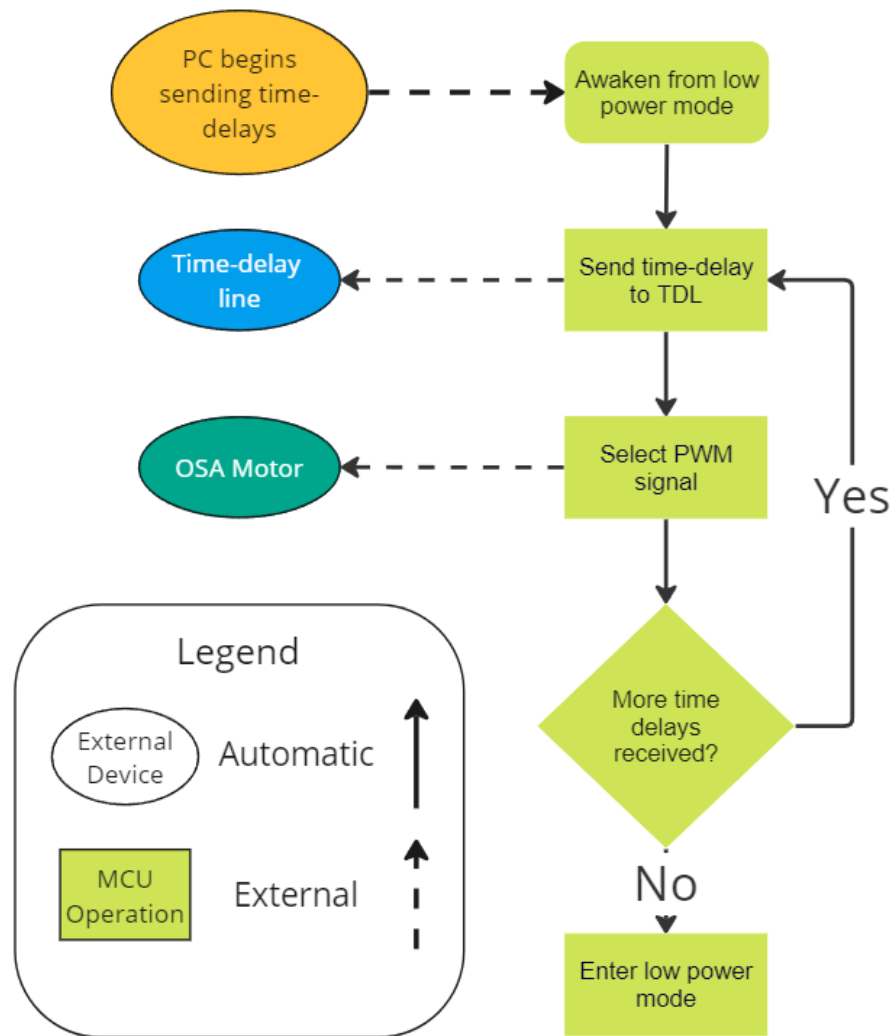 PC begins
sending time-
delays
Awaken from low
power mode
Time-delay
line
Send time-delay
to TDL
OSA Motor
Select PWM
signal
Yes
More time
delays
received?
No
Enter low power
mode
Legend
External
Device
Automatic
MCU
Operation
External